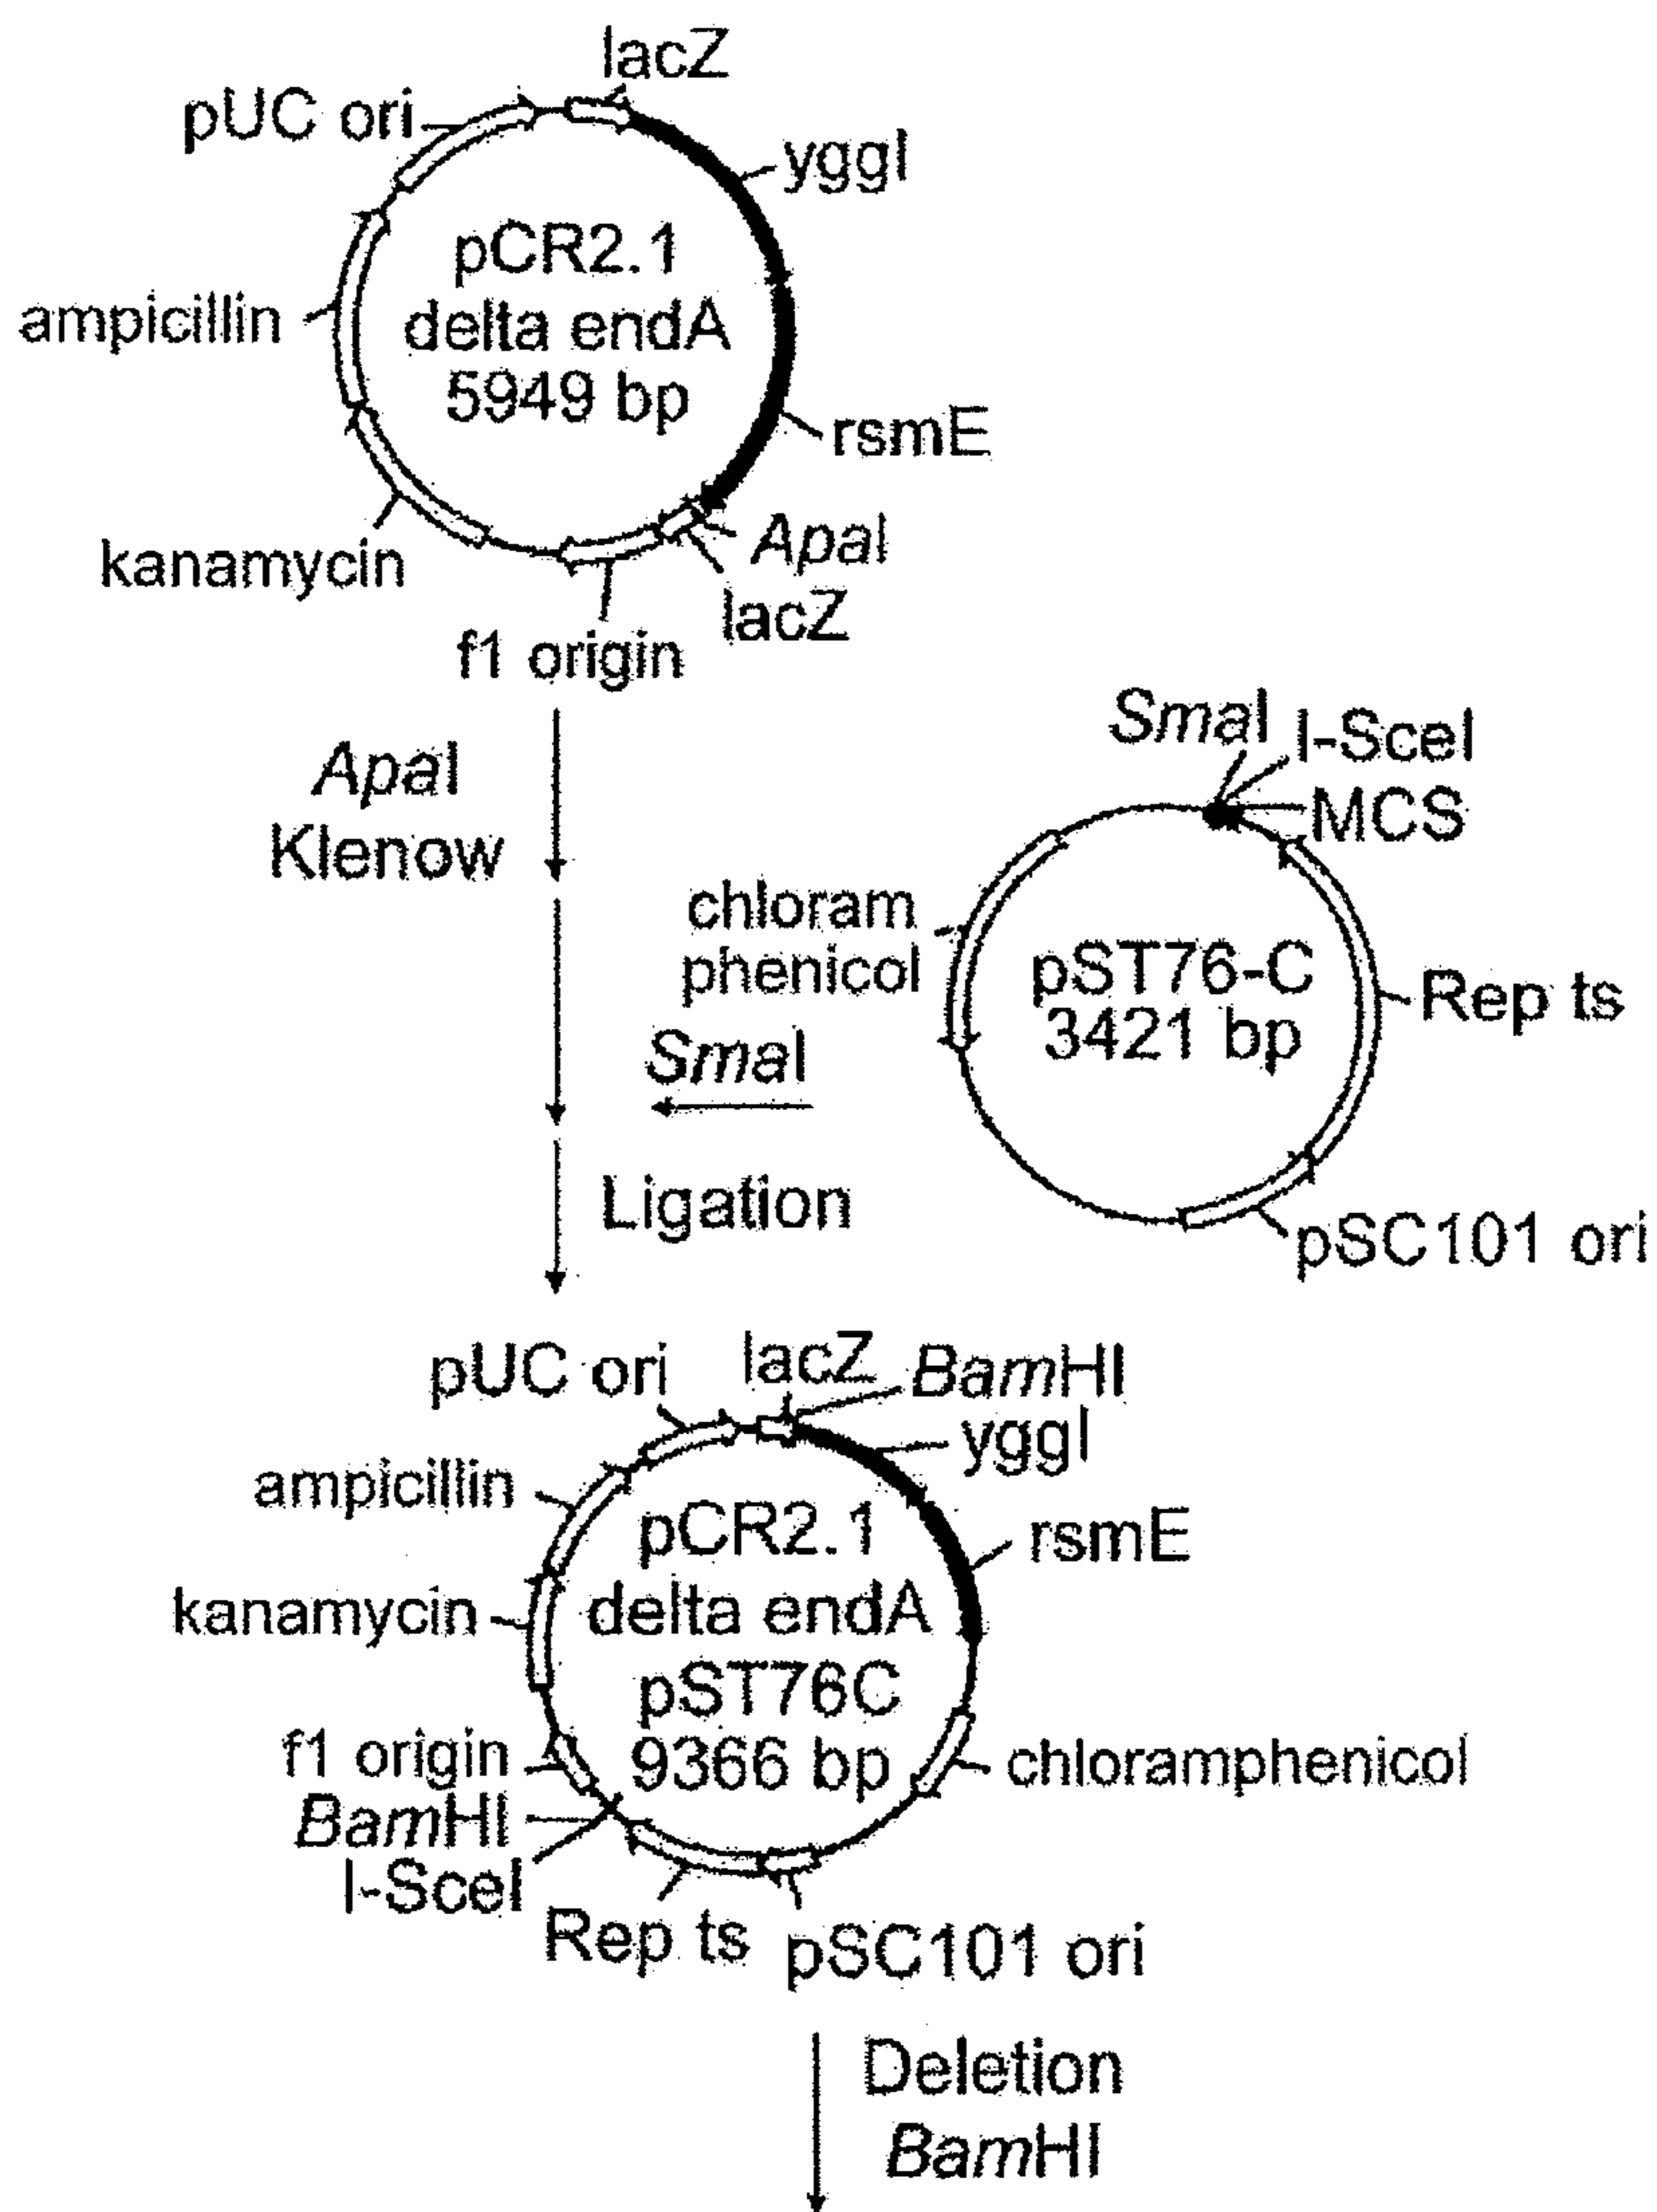 lacZ
pUC ori
yggI
pCR2.1
delta endA
5949 bp
ampicillin
rsmE
ApaI
kanamycin
lacZ
f1 origin
ApaI
Klenow
SmaI
I-SceI
MCS
chloram
phenicol
pST76-C
3421 bp
Rep ts
SmaI
Ligation
pSC101 ori
pUC ori
lacZ
BamHI
yggI
ampicillin
pCR2.1
delta endA
pST76C
9366 bp
rsmE
kanamycin
f1 origin
chloramphenicol
BamHI
I-SceI
Rep ts
pSC101 ori
Deletion
BamHI